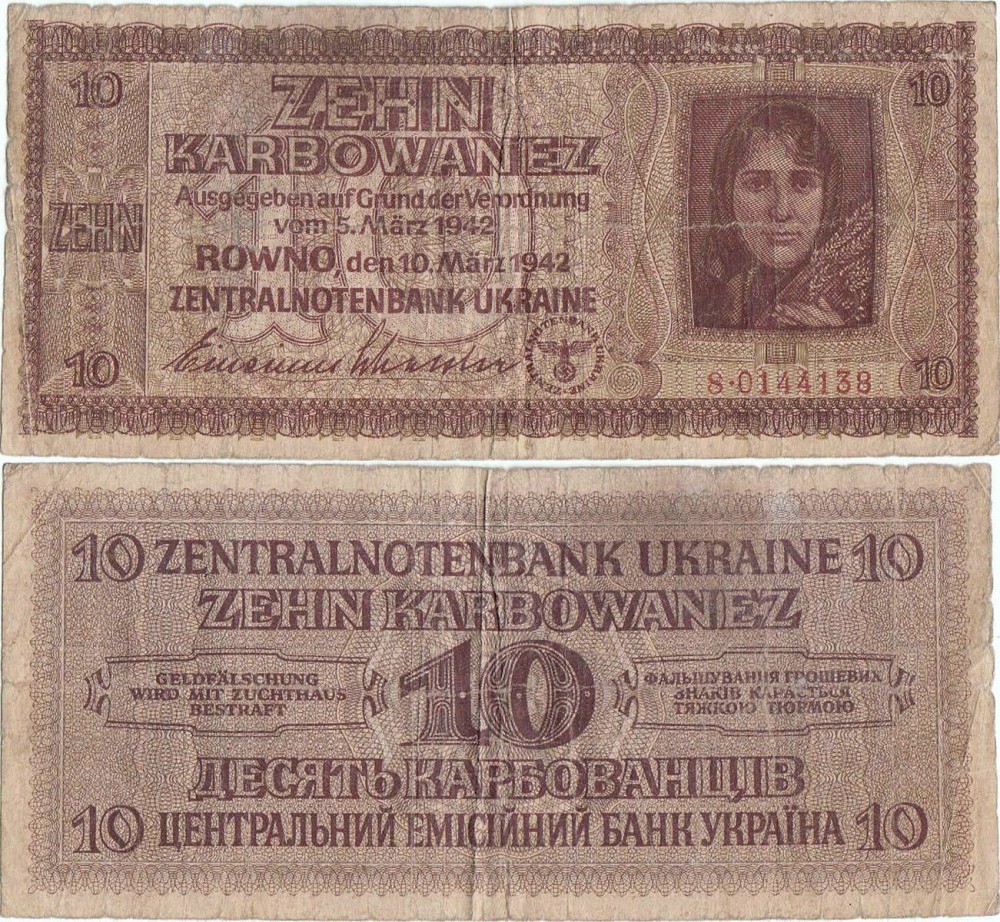 10
10
ZEHN
KARBOWANEZ
Ausgegeben auf Grund der Verordnung
vom 5. März 1942
ZEHN
ROWNO, den 10. März 1942
ZENTRALNOTENBANK UKRAINE
ZENTRALNOTENBANK UKRAINE
10
S·0144138
10
10 ZENTRALNOTENBANK UKRAINE 10
ZEHN KARBOWANEZ
GELDFÄLSCHUNG
WIRD MIT ZUCHTHAUS
BESTRAFT
10
ФАЛЬШУВАННЯ ГРОШЕВИХ
ЗНАКІВ КАРАЄТЬСЯ
ТЯЖКОЮ ТЮРМОЮ
ДЕСЯТЬ КАРБОВАНЦІВ
10 ЦЕНТРАЛЬНИЙ ЕМІСІЙНИЙ БАНК УКРАЇНА 10